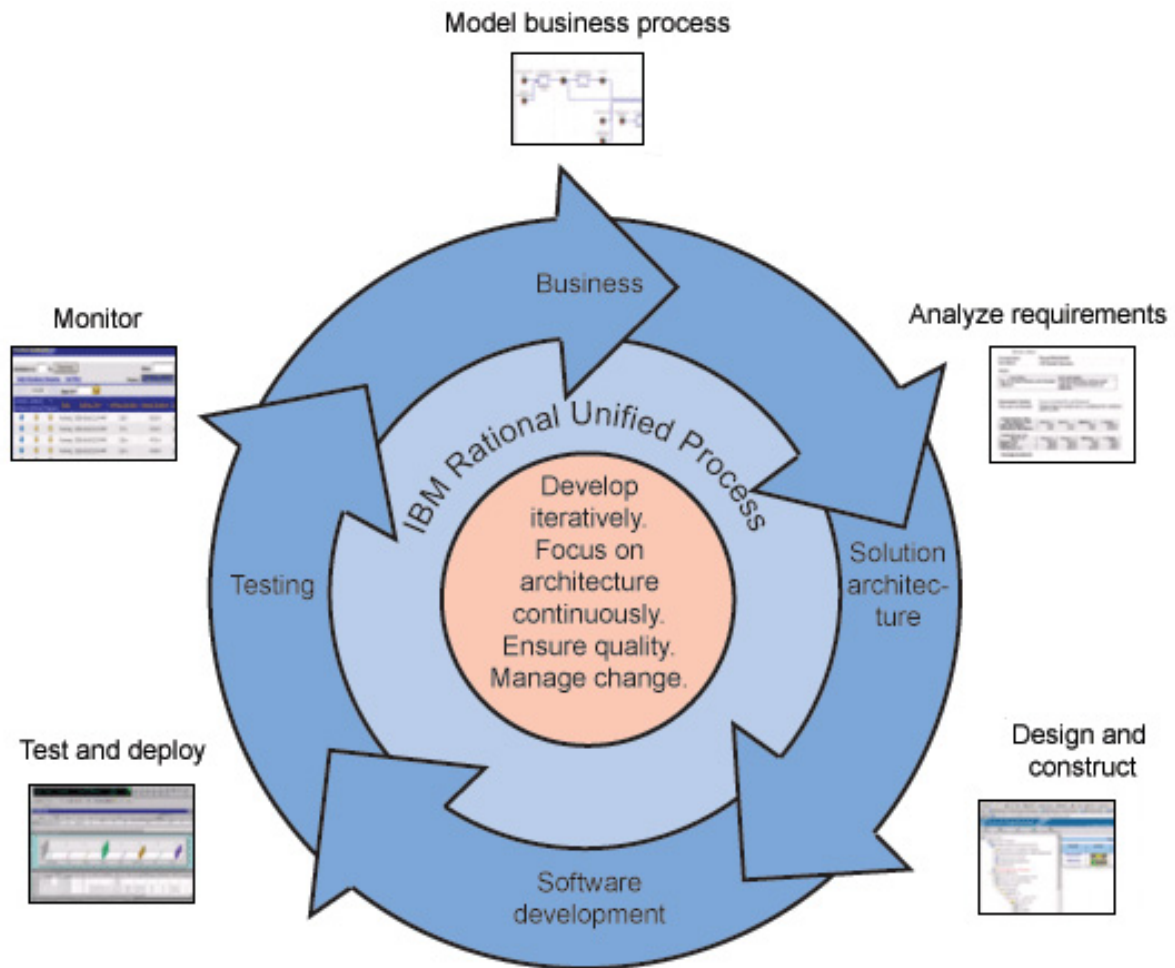 Model business process
Business
Monitor
Analyze requirements
IBM Rational Unified Process
Develop
iteratively.
Focus on
architecture
continuously.
Ensure quality.
Manage change.
Testing
Solution
architec-
ture
Test and deploy
Design and
construct
Software
development